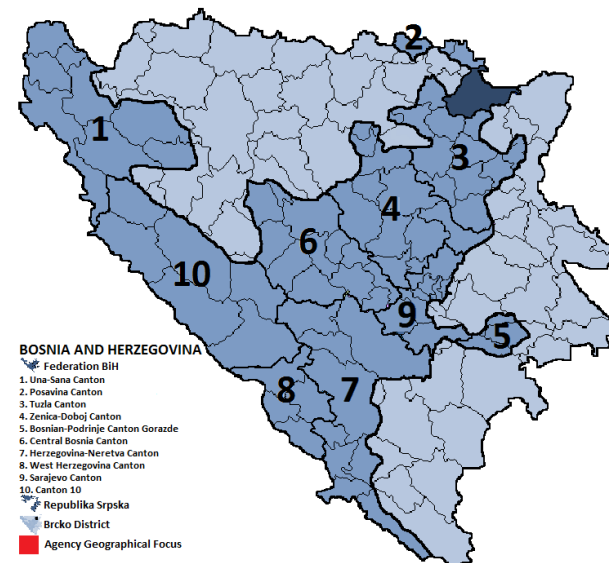 2
1
3
4
6
10
9
5
8
7
BOSNIA AND HERZEGOVINA
Federation BiH
1. Una-Sana Canton
2. Posavina Canton
3. Tuzla Canton
4. Zenica-Doboj Canton
5. Bosnian-Podrinje Canton Gorazde
6. Central Bosnia Canton
7. Herzegovina-Neretva Canton
8. West Herzegovina Canton
9. Sarajevo Canton
10. Canton 10
Republika Srpska
Brcko District
Agency Geographical Focus